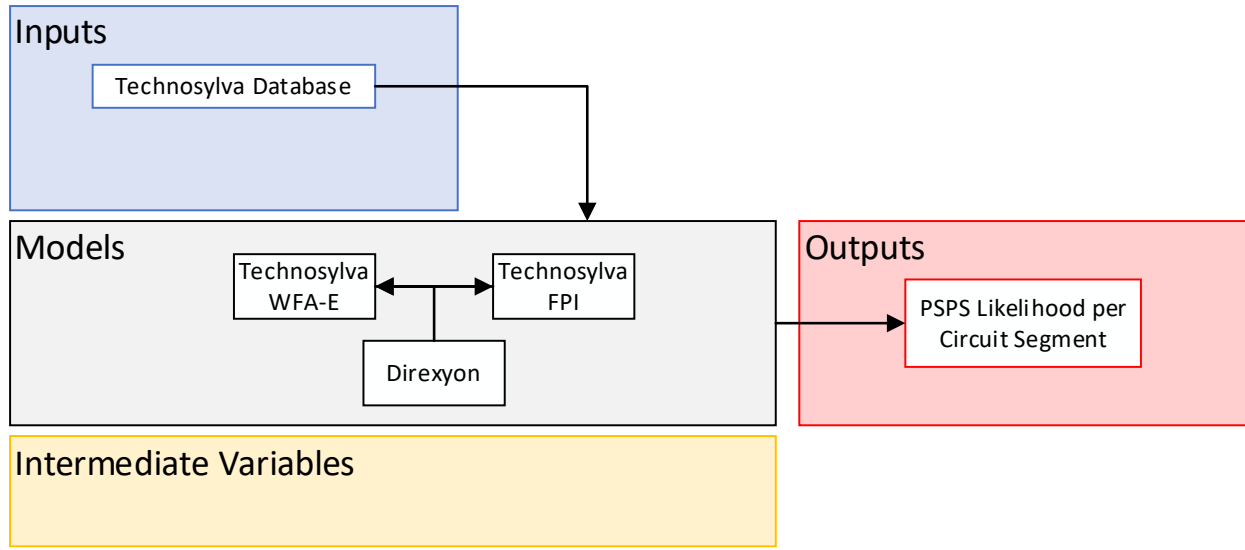 Inputs
Technosylva Database
Models
Technosylva
WFA-E
Technosylva
FPI
Direxyon
Outputs
PSPS Likelihood per
Circuit Segment
Intermediate Variables